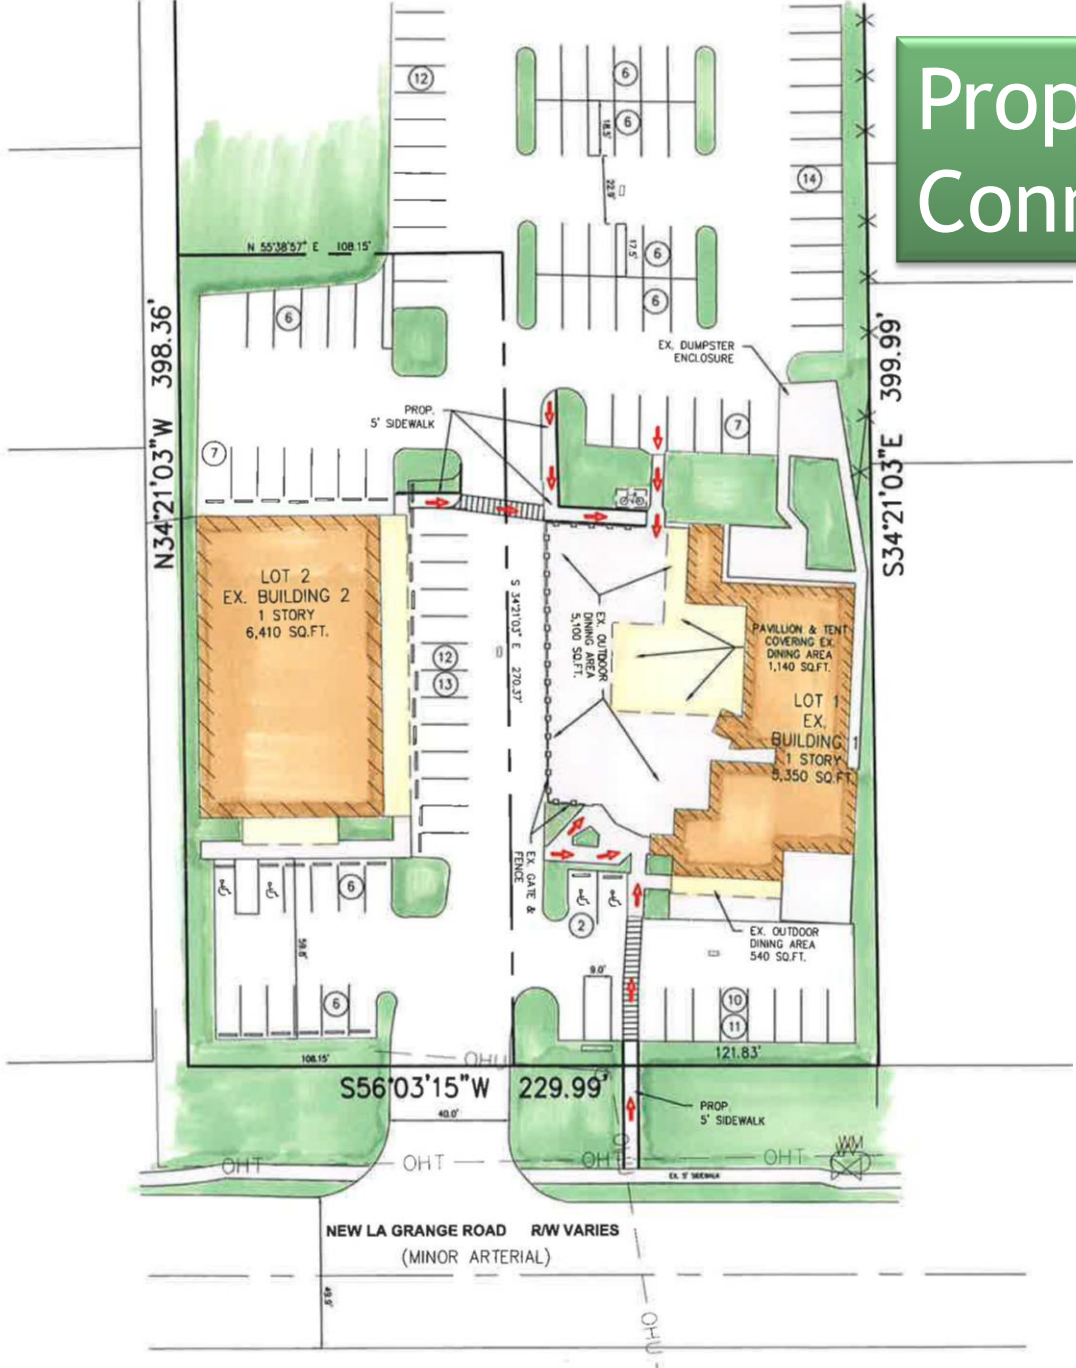 Prop
Conn
12
6
6
18.5'
22.9'
14
17.5'
6
6
N 55°38'57" E 108.15'
6
N34°21'03"W 398.36'
S34°21'03"E 399.99'
EX. DUMPSTER
ENCLOSURE
PROP.
5' SIDEWALK
7
7
LOT 2
EX. BUILDING 2
1 STORY
6,410 SQ.FT.
S 34°21'03" E 270.37'
EX. OUTDOOR
DINING AREA
5,100 SQ.FT.
PAVILLION & TENT
COVERING EX.
DINING AREA
1,140 SQ.FT.
LOT 1
EX.
BUILDING 1
1 STORY
5,350 SQ.FT.
12
13
EX. GATE &
FENCE
6
2
EX. OUTDOOR
DINING AREA
540 SQ.FT.
59.8'
9.0'
6
10
11
108.15'
OHU
121.83'
S56°03'15"W 229.99'
40.0'
PROP.
5' SIDEWALK
OHU
WM
OHT
OHT
OHT
OHT
EX. 5' SIDEWALK
NEW LA GRANGE ROAD R/W VARIES
(MINOR ARTERIAL)
49.9'
OHU